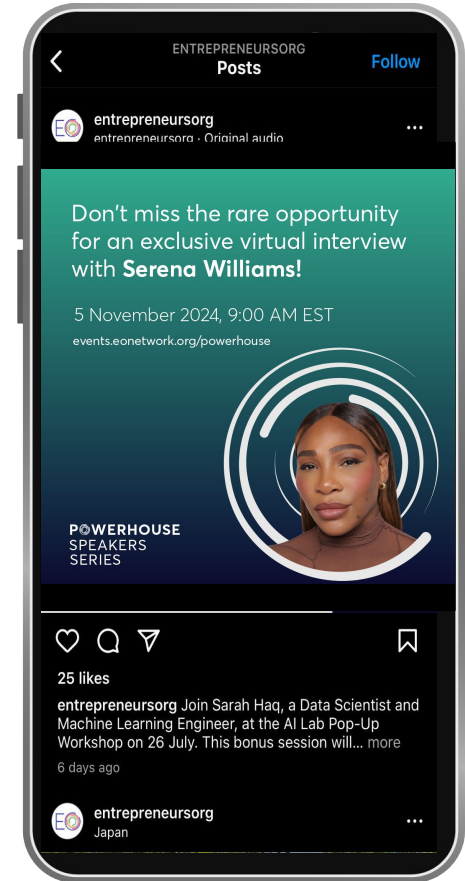 ENTREPRENEURSORG
Posts
Follow
EO
entrepreneursorg
entrepreneursorg · Original audio
Don't miss the rare opportunity
for an exclusive virtual interview
with Serena Williams!
5 November 2024, 9:00 AM EST
events.eonetwork.org/powerhouse
POWERHOUSE
SPEAKERS
SERIES
25 likes
entrepreneursorg Join Sarah Haq, a Data Scientist and
Machine Learning Engineer, at the AI Lab Pop-Up
Workshop on 26 July. This bonus session will... more
6 days ago
EO
entrepreneursorg
Japan